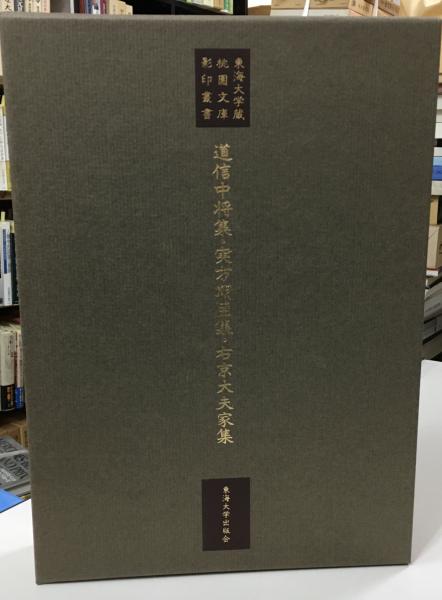 東海大学蔵
桃園文庫
影印叢書
道信中将集・実方朝臣集・右京大夫家集
東海大学出版会